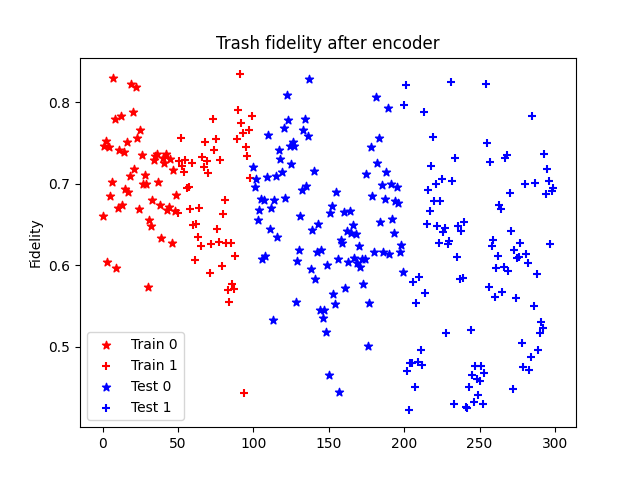 Trash fidelity after encoder
Fidelity
0.8
0.7
0.6
0.5
Train 0
Train 1
Test 0
Test 1
0 50 100 150 200 250 300